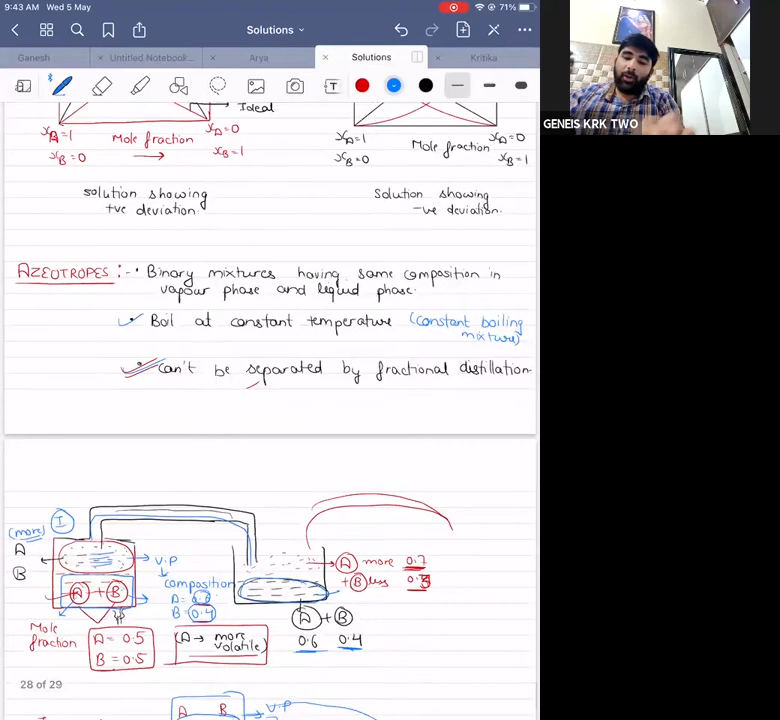 9:43 AM Wed 5 May
71%
Solutions
Ganesh
Untitled Notebook...
Arya
Solutions
Kritika
Ideal
xA=1
xB=0
Mole fraction
xA=0
xB=1
xA=1
xB=0
Mole fraction
xA=0
xB=1
Solution showing
+ve deviation.
Solution showing
-ve deviation.
AZEOTROPES :- • Binary mixtures having same composition in
vapour phase and liquid phase.
Boil at constant temperature (constant boiling
mixture)
• Can't be separated by fractional distillation.
(more) I
A
B
V.P
composition
A=0.6
B=0.4
A + B
Mole
fraction
A=0.5
B=0.5
(A → more
volatile)
A more 0.7
+ B less 0.3
A + B
0.6 0.4
28 of 29
A B V.P
GENEIS KRK TWO